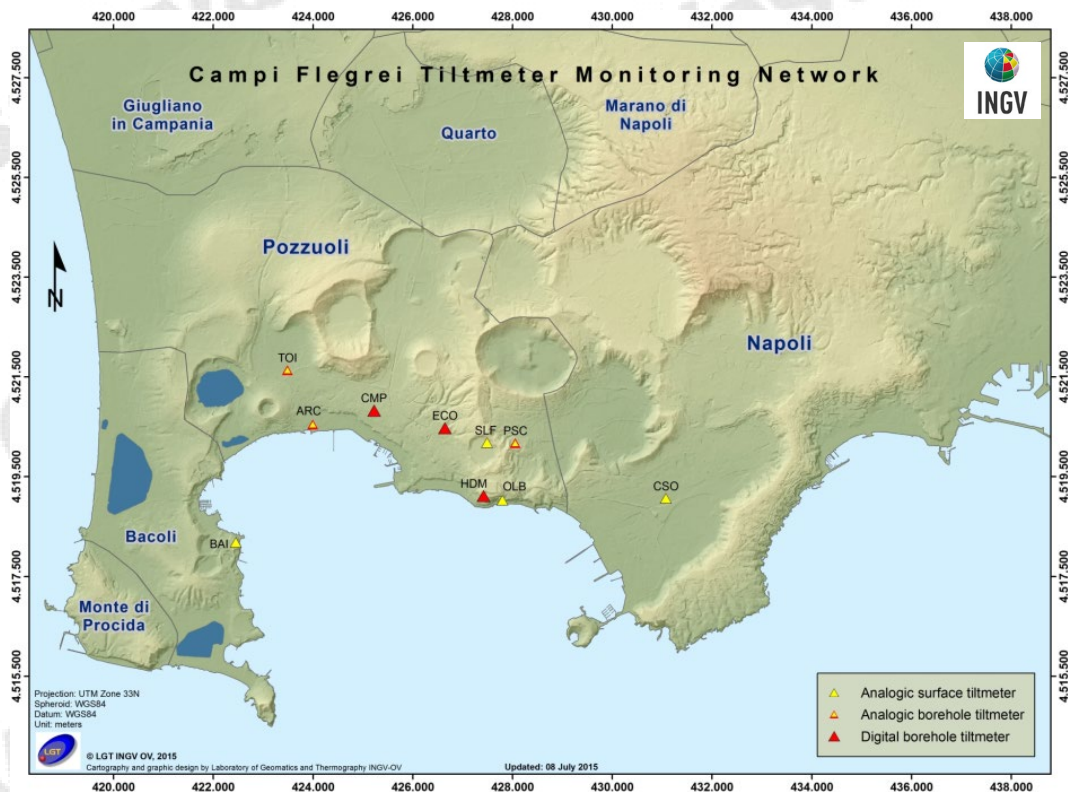 420.000 422.000 424.000 426.000 428.000 430.000 432.000 434.000 436.000 438.000
Campi Flegrei Tiltmeter Monitoring Network
INGV
4.527.500
4.527.500
Giugliano
in Campania
Marano di
Napoli
Quarto
4.525.500
4.525.500
Pozzuoli
4.523.500
4.523.500
N
Napoli
TOI
4.521.500
4.521.500
CMP
ARC
ECO
SLF PSC
4.519.500
4.519.500
HDM OLB
CSO
Bacoli
BAI
4.517.500
4.517.500
Monte di
Procida
4.515.500
4.515.500
Projection: UTM Zone 33N
Spheroid: WGS84
Datum: WGS84
Unit: meters
Analogic surface tiltmeter
Analogic borehole tiltmeter
Digital borehole tiltmeter
LGT
© LGT INGV OV, 2015
Cartography and graphic design by Laboratory of Geomatics and Thermography INGV-OV
Updated: 08 July 2015
420.000 422.000 424.000 426.000 428.000 430.000 432.000 434.000 436.000 438.000